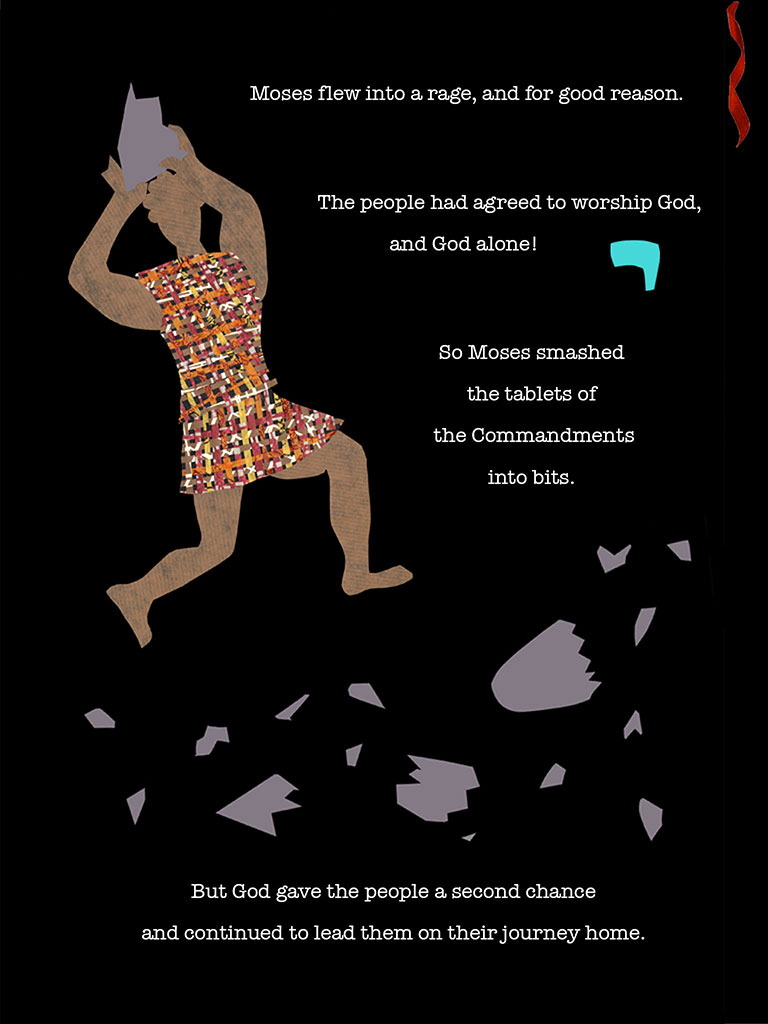 Moses flew into a rage, and for good reason.
The people had agreed to worship God,
and God alone!
So Moses smashed
the tablets of
the Commandments
into bits.
But God gave the people a second chance
and continued to lead them on their journey home.